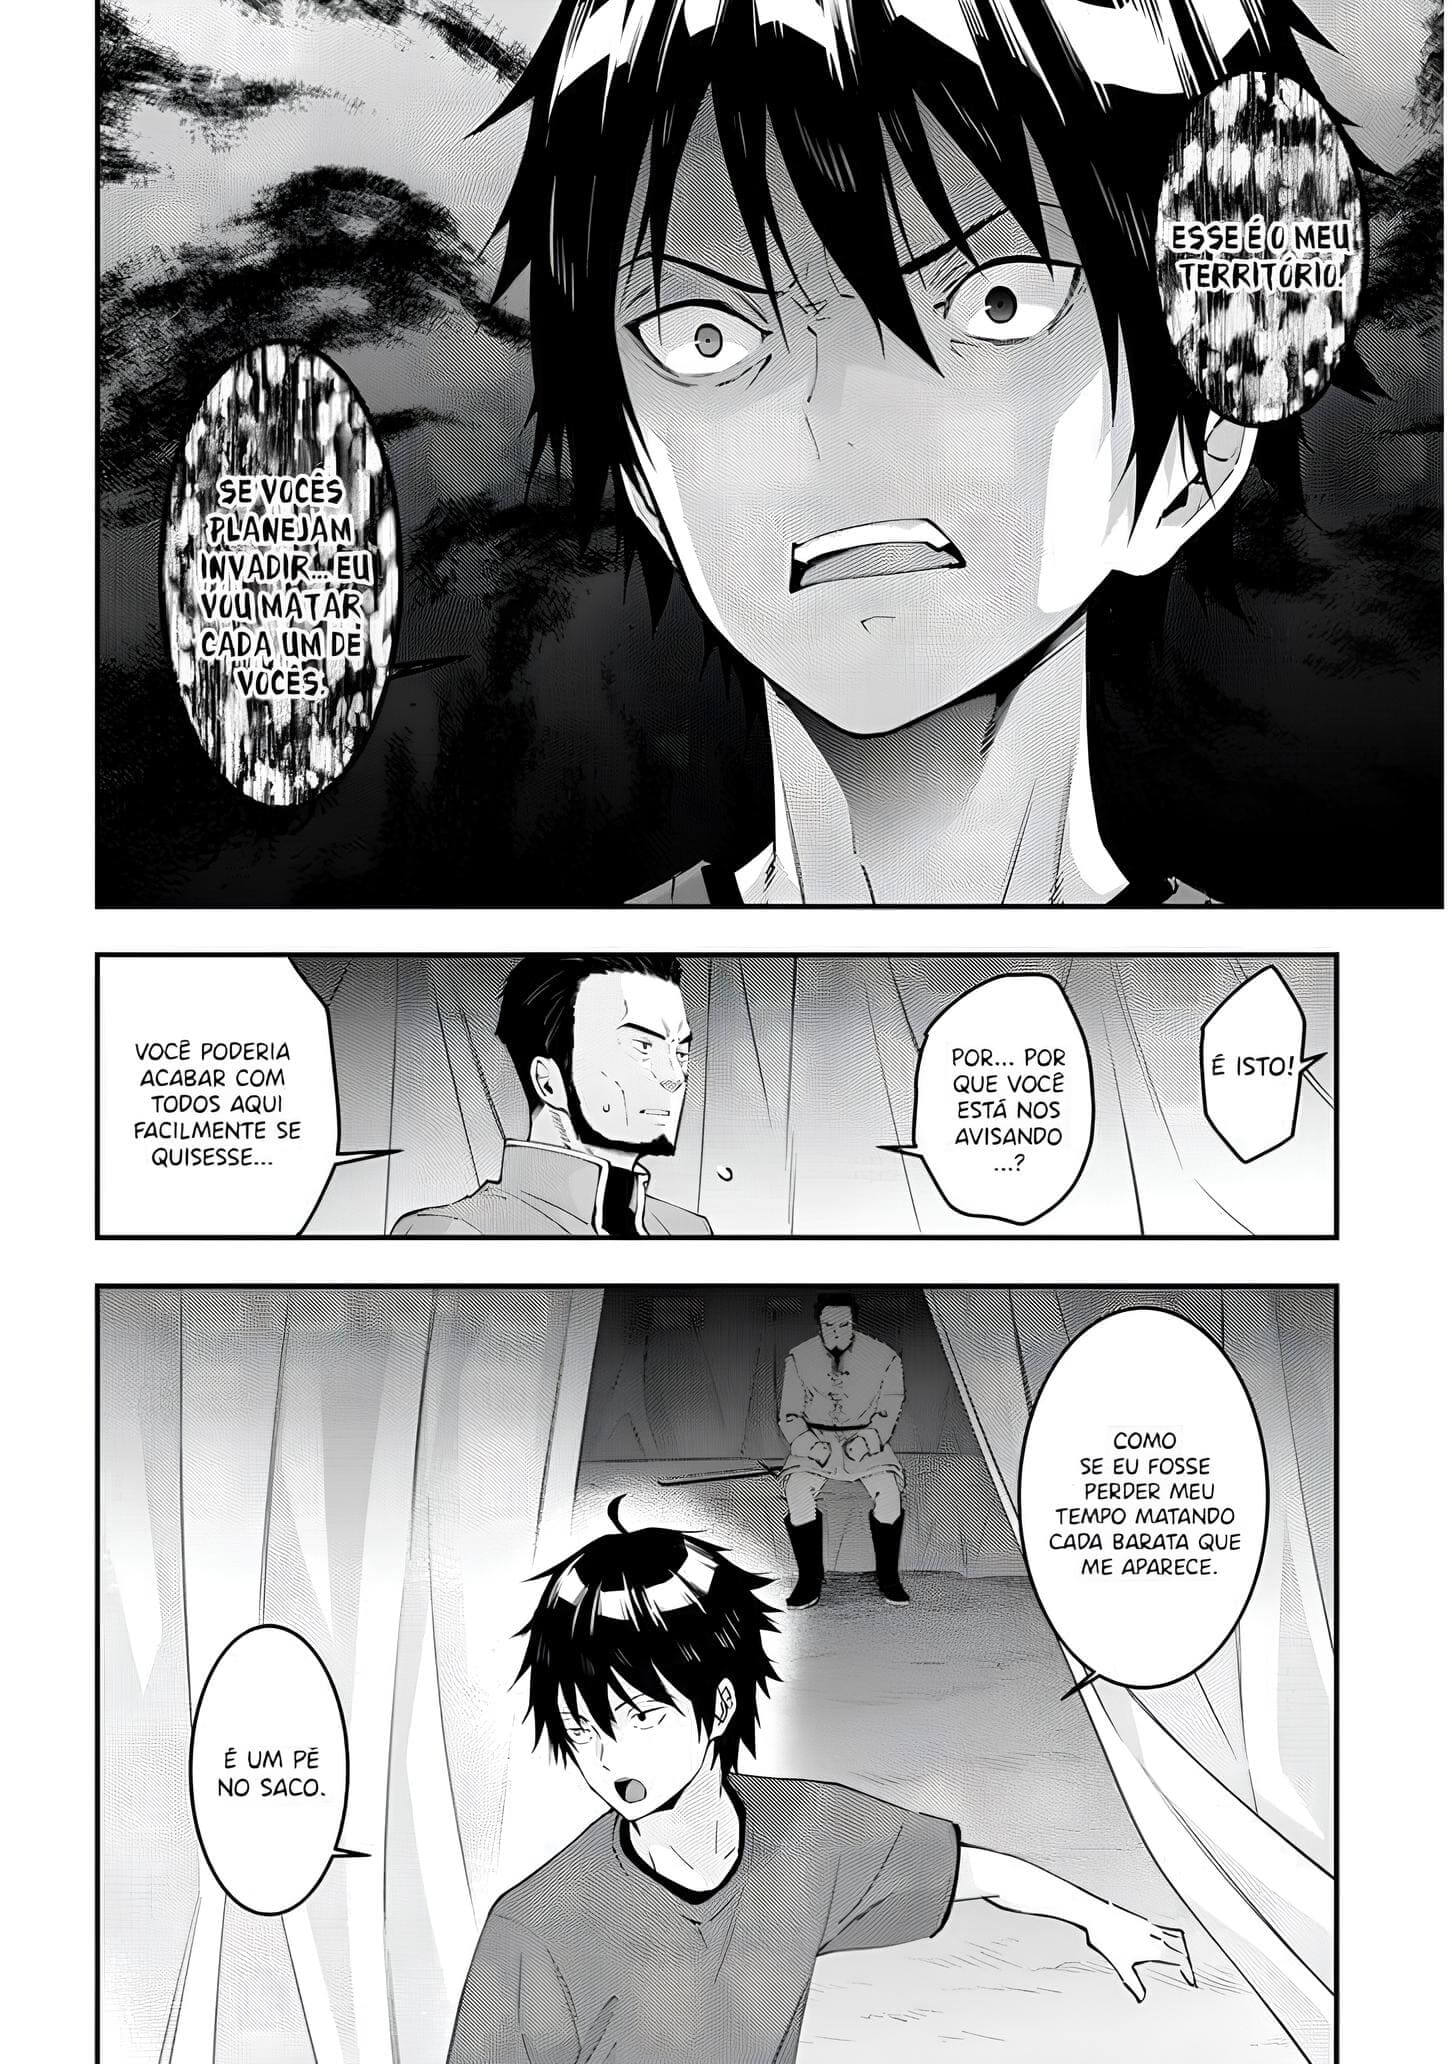 ESSE É O MEU
TERRITÓRIO!
SE VOCÊS
PLANEJAM
INVADIR... EU
VOU MATAR
CADA UM DE
VOCÊS.
É ISTO!
POR... POR
QUE VOCÊ
ESTÁ NOS
AVISANDO
...?
VOCÊ PODERIA
ACABAR COM
TODOS AQUI
FACILMENTE SE
QUISESSE...
COMO
SE EU FOSSE
PERDER MEU
TEMPO MATANDO
CADA BARATA QUE
ME APARECE.
É UM PÉ
NO SACO.